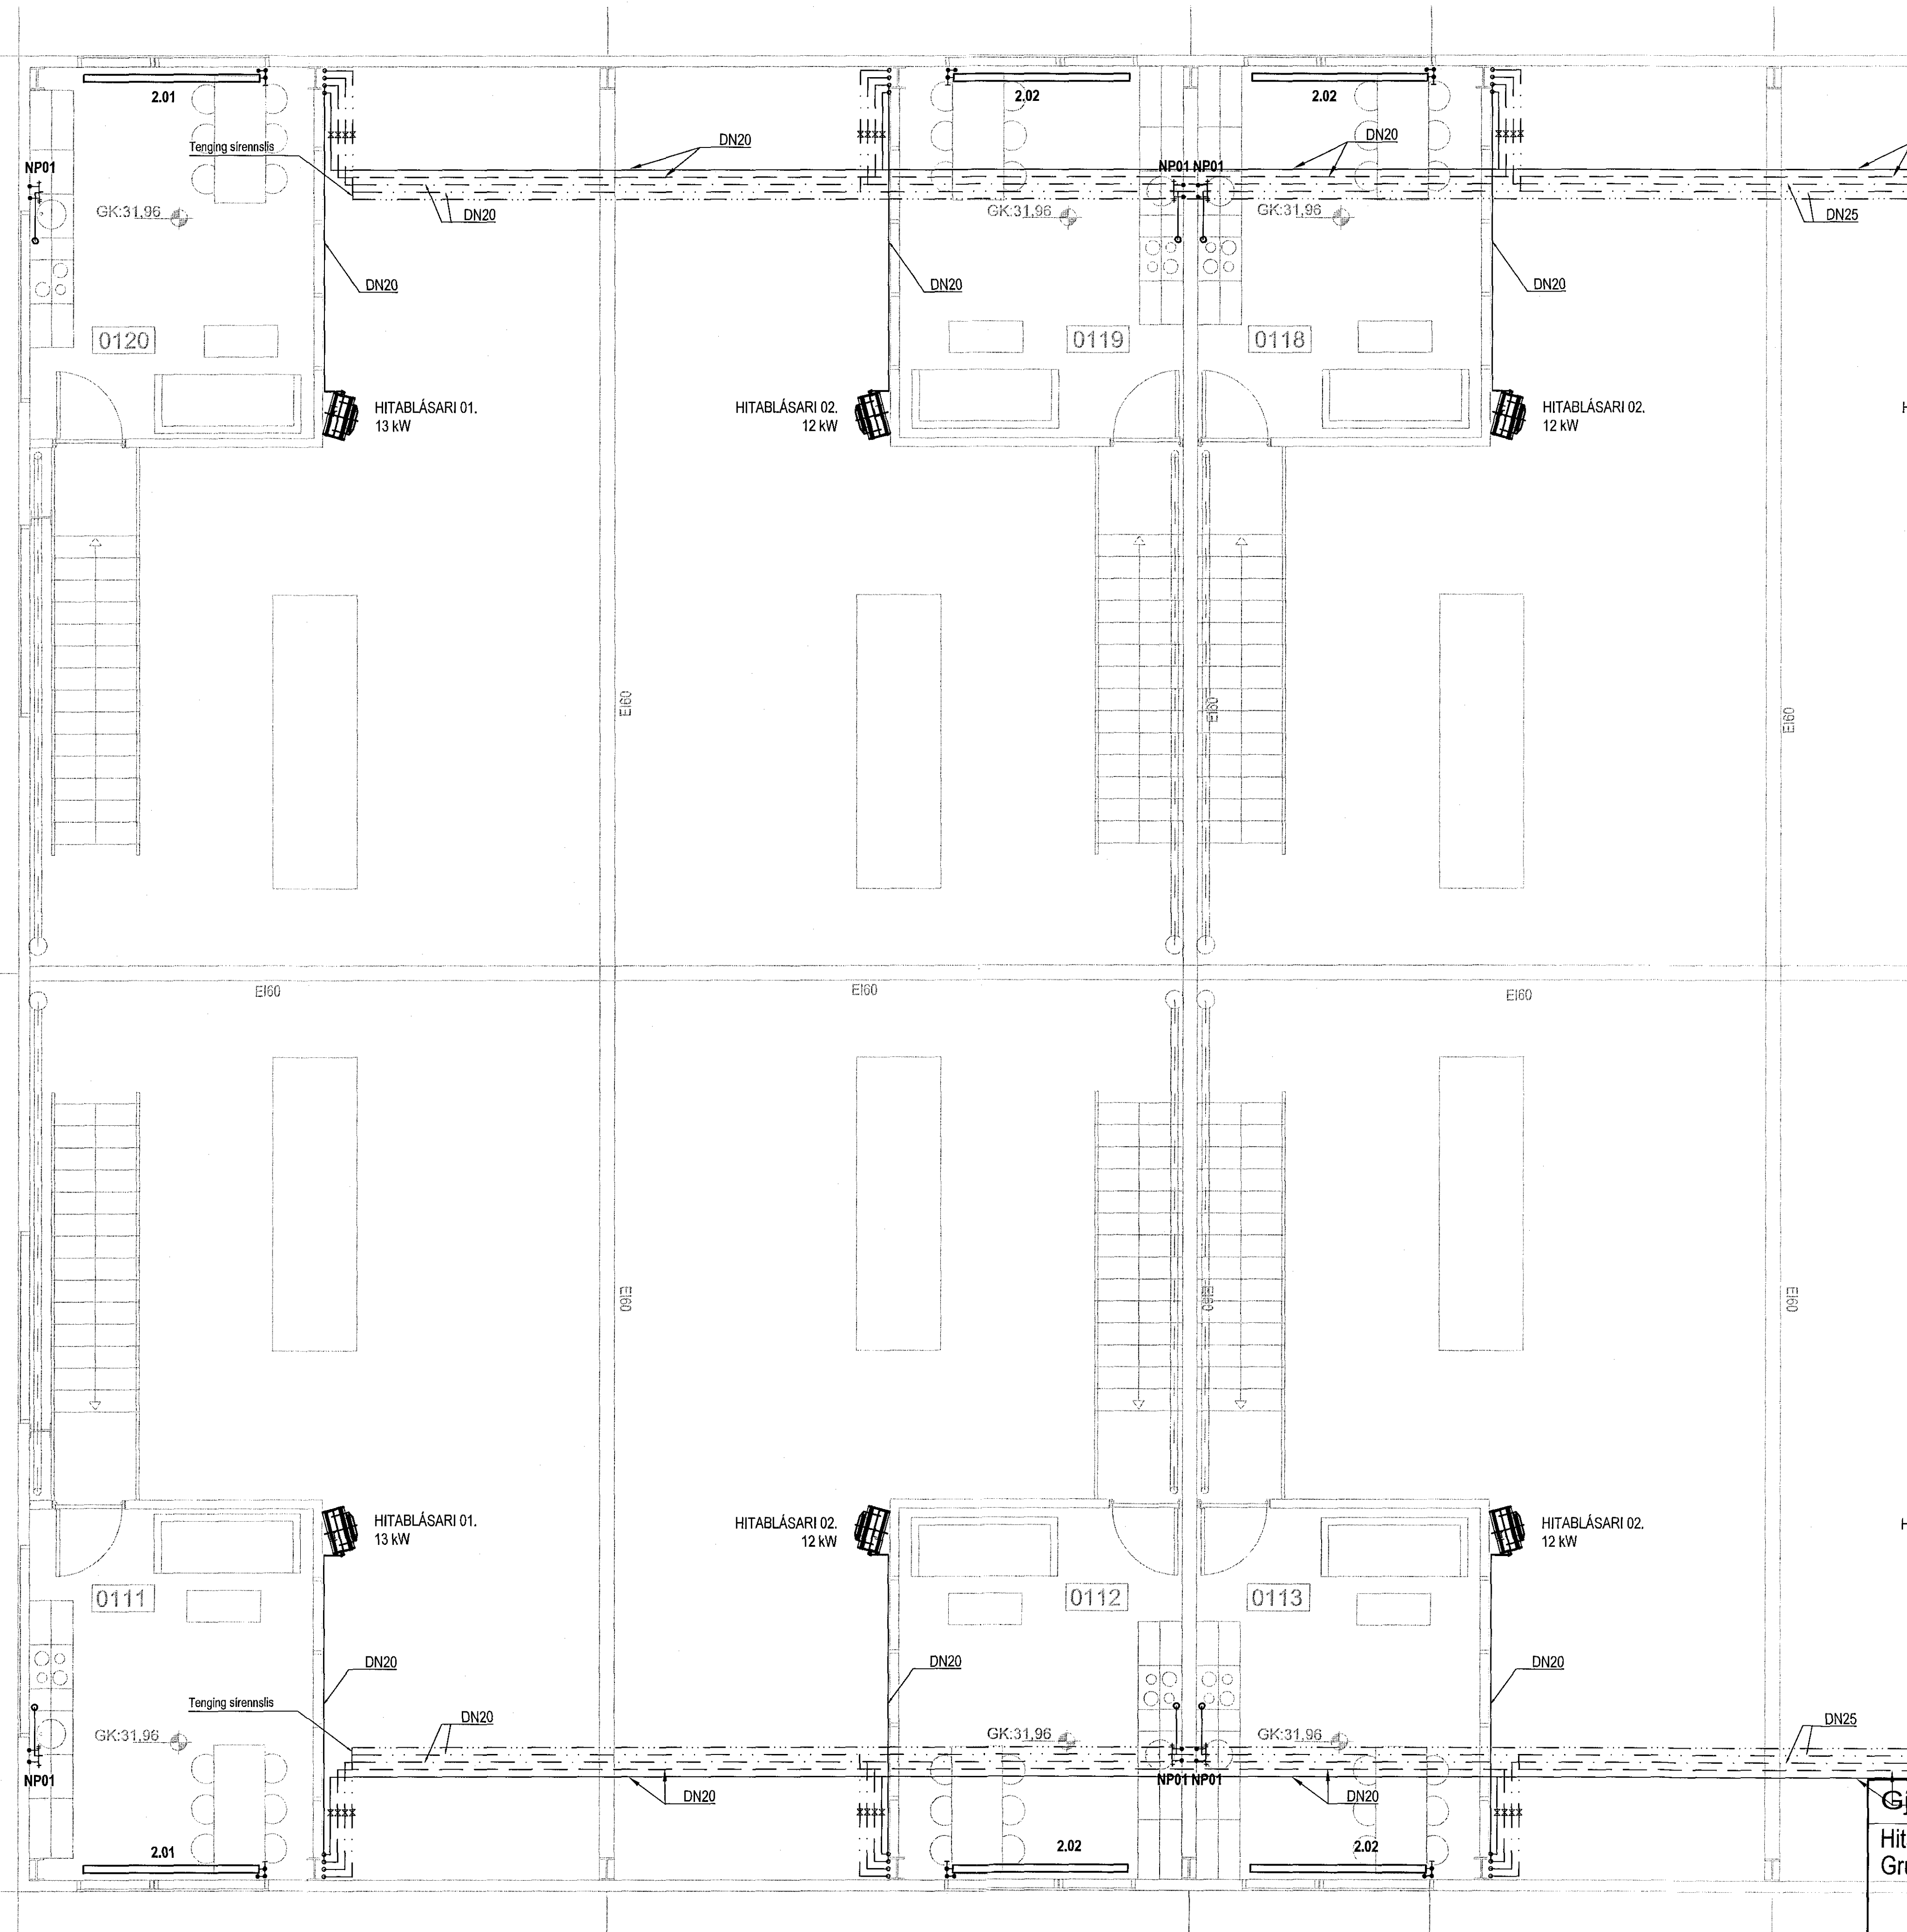 2.01
2.02
2.02
DN20
DN20
Tenging sírennslis
NP01
NP01 NP01
GK:31,96
DN20
GK:31,96
GK:31,96
DN25
DN20
DN20
DN20
0120
0119
0118
HITABLÁSARI 01.
13 kW
HITABLÁSARI 02.
12 kW
HITABLÁSARI 02.
12 kW
H
EI60
EI60
EI60
EI60
EI60
EI60
EI60
EI60
EI60
HITABLÁSARI 01.
13 kW
HITABLÁSARI 02.
12 kW
HITABLÁSARI 02.
12 kW
H
0111
0112
0113
DN20
DN20
DN20
Tenging sírennslis
DN20
DN25
GK:31,96
GK:31,96
GK:31,96
NP01
NP01 NP01
DN20
DN20
2.01
2.02
2.02
Gj
Hit
Gru